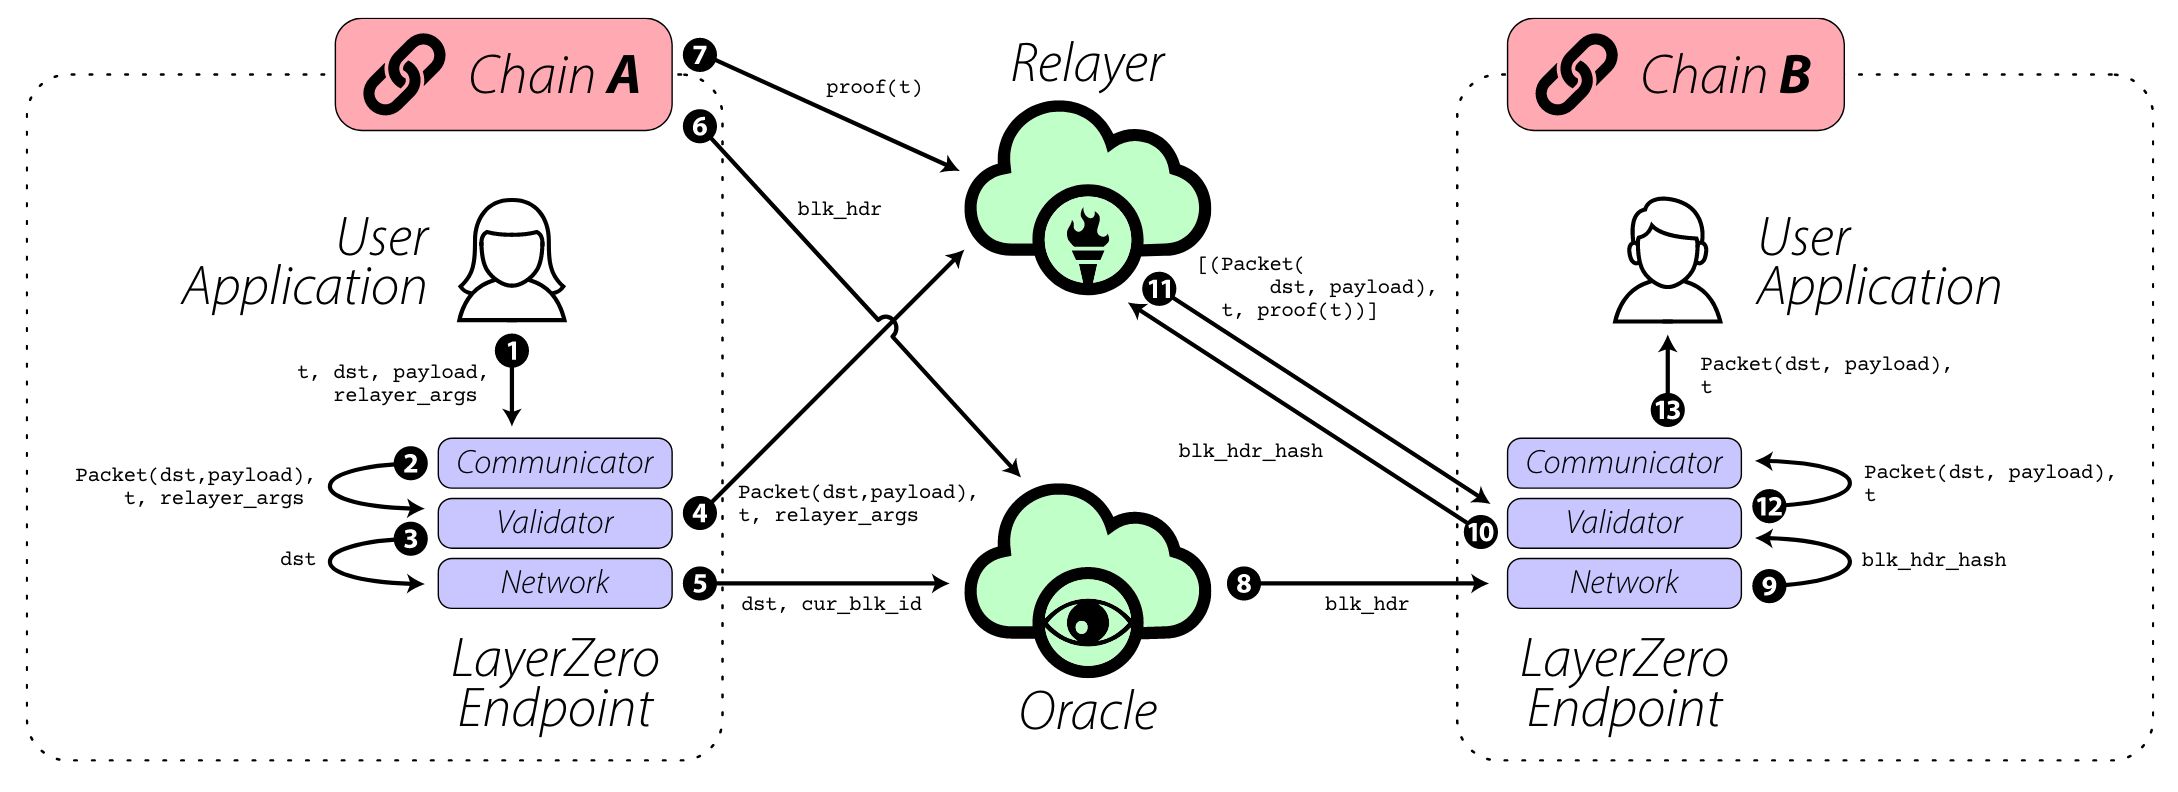 Chain A
7
proof(t)
6
blk_hdr
Relayer
Chain B
User
Application
1
t, dst, payload,
relayer_args
2
Packet(dst,payload),
t, relayer_args
3
dst
Communicator
Validator
Network
LayerZero
Endpoint
4
Packet(dst,payload),
t, relayer_args
5
dst, cur_blk_id
Oracle
8
blk_hdr
11
[(Packet(
dst, payload),
t, proof(t))]
blk_hdr_hash
10
User
Application
Packet(dst, payload),
t
13
Communicator
Validator
Network
12
Packet(dst, payload),
t
9
blk_hdr_hash
LayerZero
Endpoint